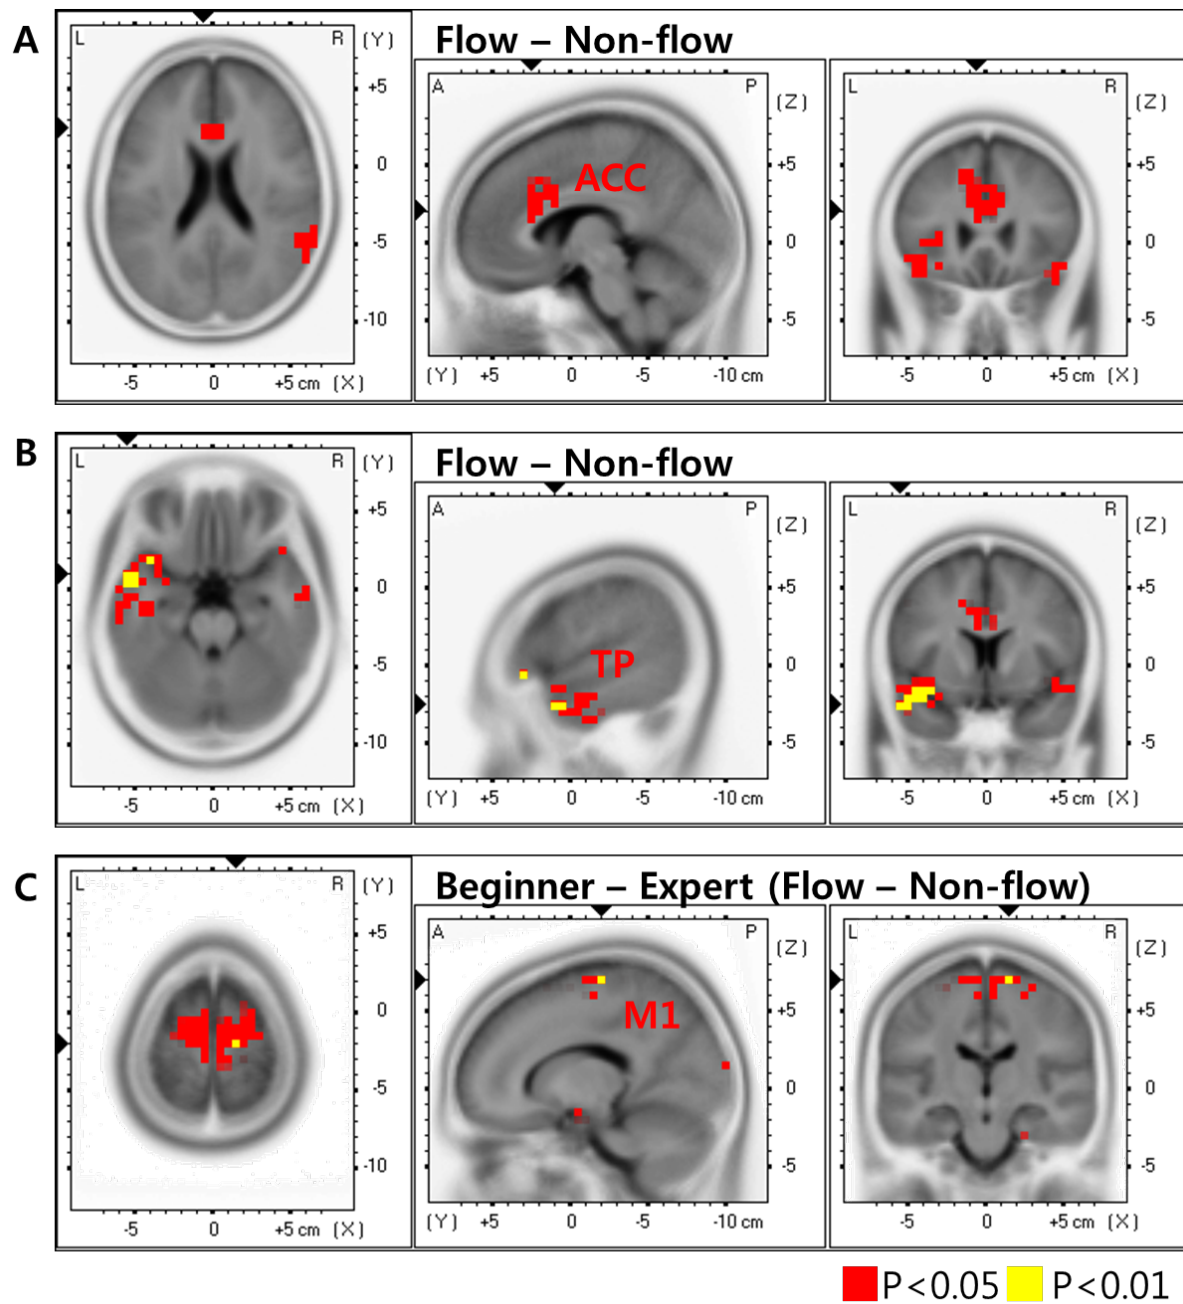 A
Flow – Non-flow
L R (Y)
+5
0
-5
-10
-5 0 +5 cm (X)
A P (Z)
ACC
+5
0
-5
(Y) +5 0 -5 -10 cm
L R (Z)
+5
0
-5
-5 0 +5 cm (X)
B
Flow – Non-flow
L R (Y)
+5
0
-5
-10
-5 0 +5 cm (X)
A P (Z)
+5
TP
0
-5
(Y) +5 0 -5 -10 cm
L R (Z)
+5
0
-5
-5 0 +5 cm (X)
C
Beginner – Expert (Flow – Non-flow)
L R (Y)
+5
0
-5
-10
-5 0 +5 cm (X)
A P (Z)
+5
M1
0
-5
(Y) +5 0 -5 -10 cm
L R (Z)
+5
0
-5
-5 0 +5 cm (X)
P<0.05 P<0.01